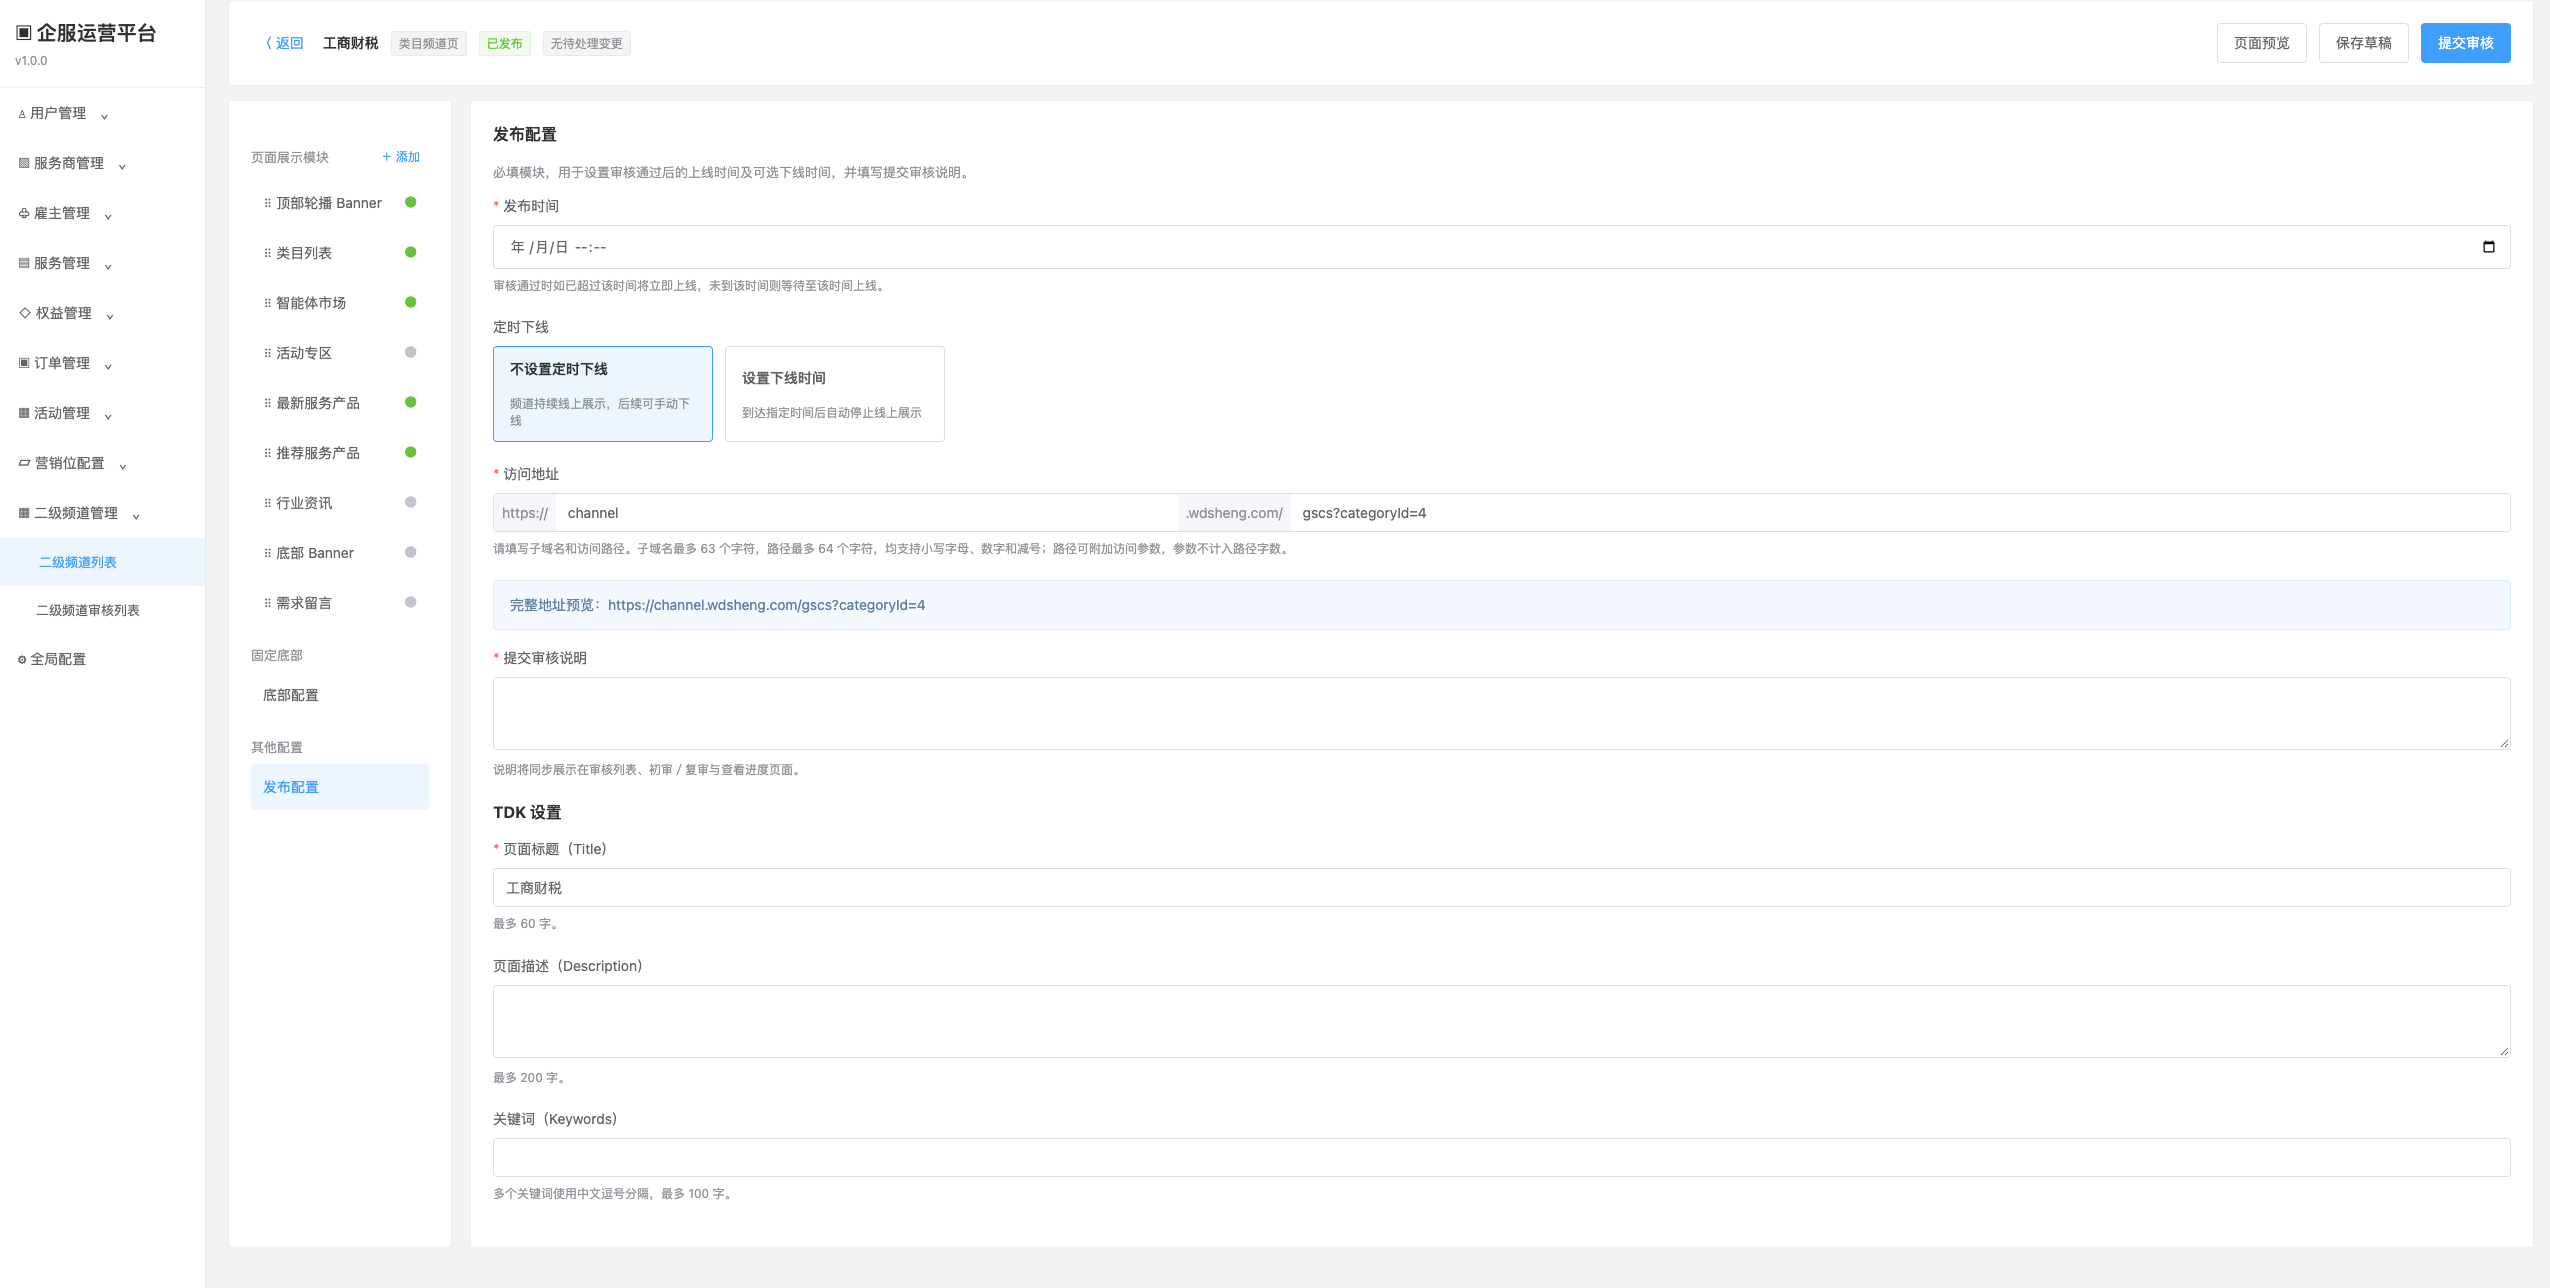 企服运营平台
v1.0.0
用户管理
服务商管理
雇主管理
服务管理
权益管理
订单管理
活动管理
营销位配置
二级频道管理
二级频道列表
二级频道审核列表
全局配置
〈 返回 工商财税 类目频道页 已发布 无待处理变更 页面预览 保存草稿 提交审核
页面展示模块 + 添加
顶部轮播 Banner
类目列表
智能体市场
活动专区
最新服务产品
推荐服务产品
行业资讯
底部 Banner
需求留言
固定底部
底部配置
其他配置
发布配置
发布配置
必填模块，用于设置审核通过后的上线时间及可选下线时间，并填写提交审核说明。
* 发布时间
年 /月/日 --:--
审核通过时如已超过该时间将立即上线，未到该时间则等待至该时间上线。
定时下线
不设置定时下线
频道持续线上展示，后续可手动下
线
设置下线时间
到达指定时间后自动停止线上展示
* 访问地址
https:// channel .wdsheng.com/ gscs?categoryId=4
请填写子域名和访问路径。子域名最多 63 个字符，路径最多 64 个字符，均支持小写字母、数字和减号；路径可附加访问参数，参数不计入路径字数。
完整地址预览：https://channel.wdsheng.com/gscs?categoryId=4
* 提交审核说明
说明将同步展示在审核列表、初审 / 复审与查看进度页面。
TDK 设置
* 页面标题（Title）
工商财税
最多 60 字。
页面描述（Description）
最多 200 字。
关键词（Keywords）
多个关键词使用中文逗号分隔，最多 100 字。